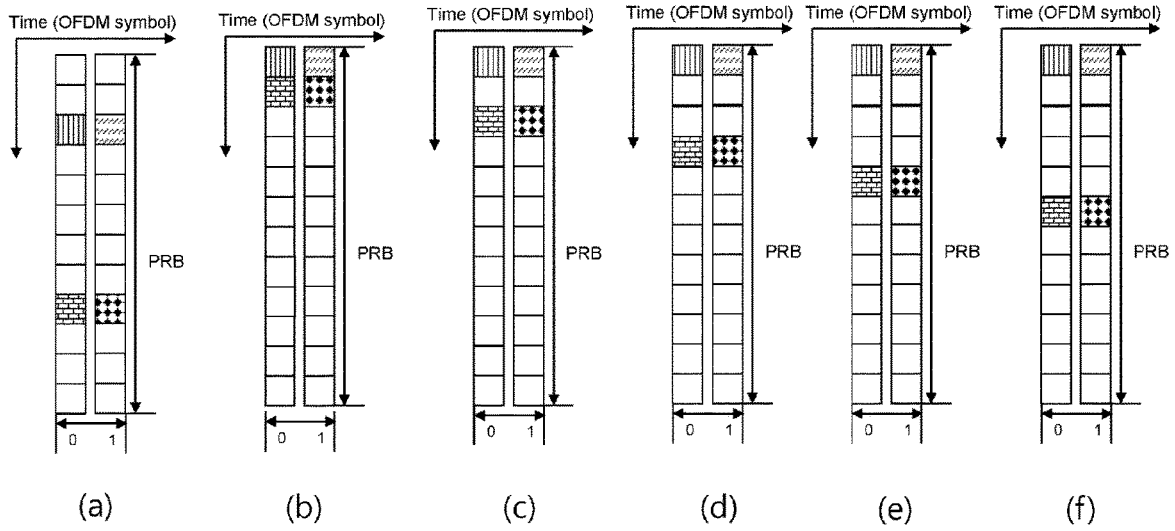 Time (OFDM symbol) Time (OFDM symbol) Time (OFDM symbol) Time (OFDM symbol) Time (OFDM symbol) Time (OFDM symbol)
PRB PRB PRB PRB PRB PRB
0 1 0 1 0 1 0 1 0 1 0 1
(a) (b) (c) (d) (e) (f)